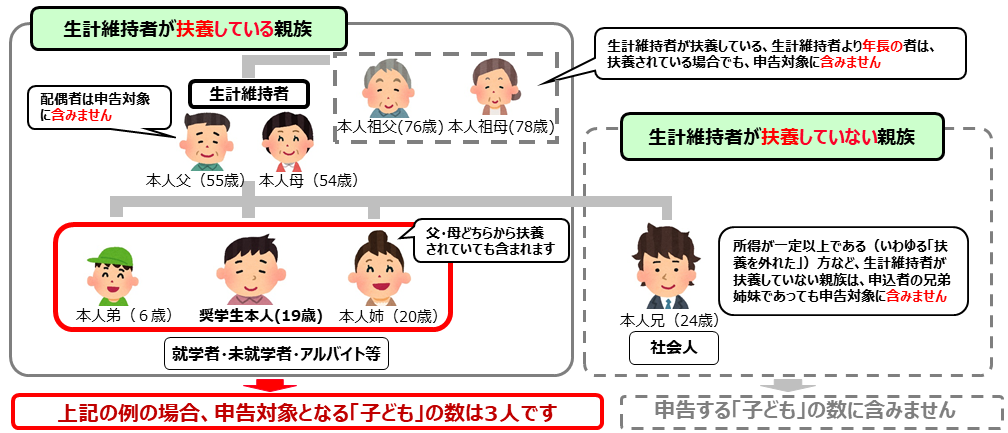 生計維持者が扶養している親族
生計維持者が扶養している、生計維持者より年長の者は、
扶養されている場合でも、申告対象に含みません
生計維持者
配偶者は申告対象
に含みません
本人祖父(76歳)
本人祖母(78歳)
生計維持者が扶養していない親族
本人父（55歳）
本人母（54歳）
父・母どちらから扶養
されていても含まれます
所得が一定以上である（いわゆる「扶
養を外れた」）方など、生計維持者が
扶養していない親族は、申込者の兄弟
姉妹であっても申告対象に含みません
本人弟（６歳）
奨学生本人(19歳)
本人姉（20歳）
本人兄（24歳）
社会人
就学者・未就学者・アルバイト等
上記の例の場合、申告対象となる「子ども」の数は３人です
申告する「子ども」の数に含みません